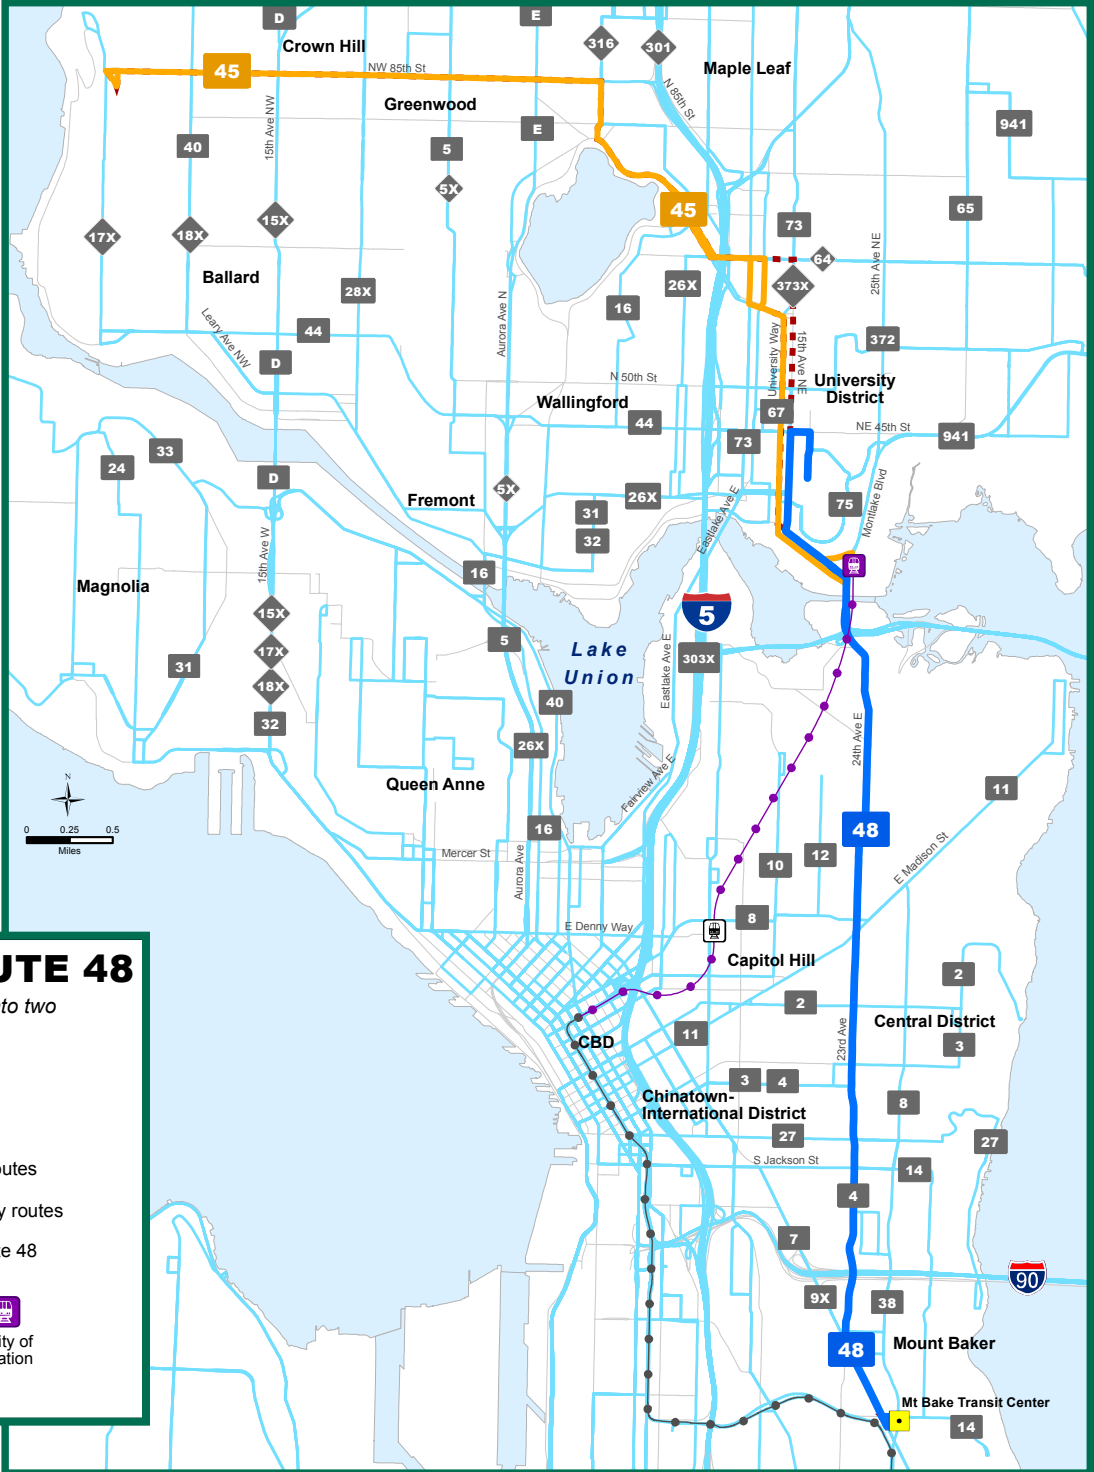 D
E
Crown Hill
316
301
Maple Leaf
45
NW 85th St
N 85th St
Greenwood
15th Ave NW
40
5
E
941
5X
65
45
73
17X
18X
15X
64
25th Ave NE
Ballard
28X
26X
373X
16
Aurora Ave N
Leary Ave NW
44
University Way
15th Ave NE
372
D
N 50th St
University
District
Wallingford
67
44
73
NE 45th St
941
33
24
D
5X
26X
75
Montlake Blvd
Fremont
31
32
Eastlake Ave E
15th Ave W
Magnolia
16
15X
5
5
17X
Lake
Union
303X
31
18X
Eastlake Ave E
40
32
24th Ave E
26X
N
Queen Anne
Fairview Ave E
11
0 0.25 0.5
Miles
16
48
Mercer St
Aurora Ave
10
12
E Madison St
8
E Denny Way
UTE 48
nto two
Capitol Hill
2
2
CBD
11
23rd Ave
Central District
3
3
4
Chinatown-
International District
8
27
27
outes
S Jackson St
14
4
y routes
7
te 48
90
9X
38
ity of
ation
48
Mount Baker
Mt Bake Transit Center
14